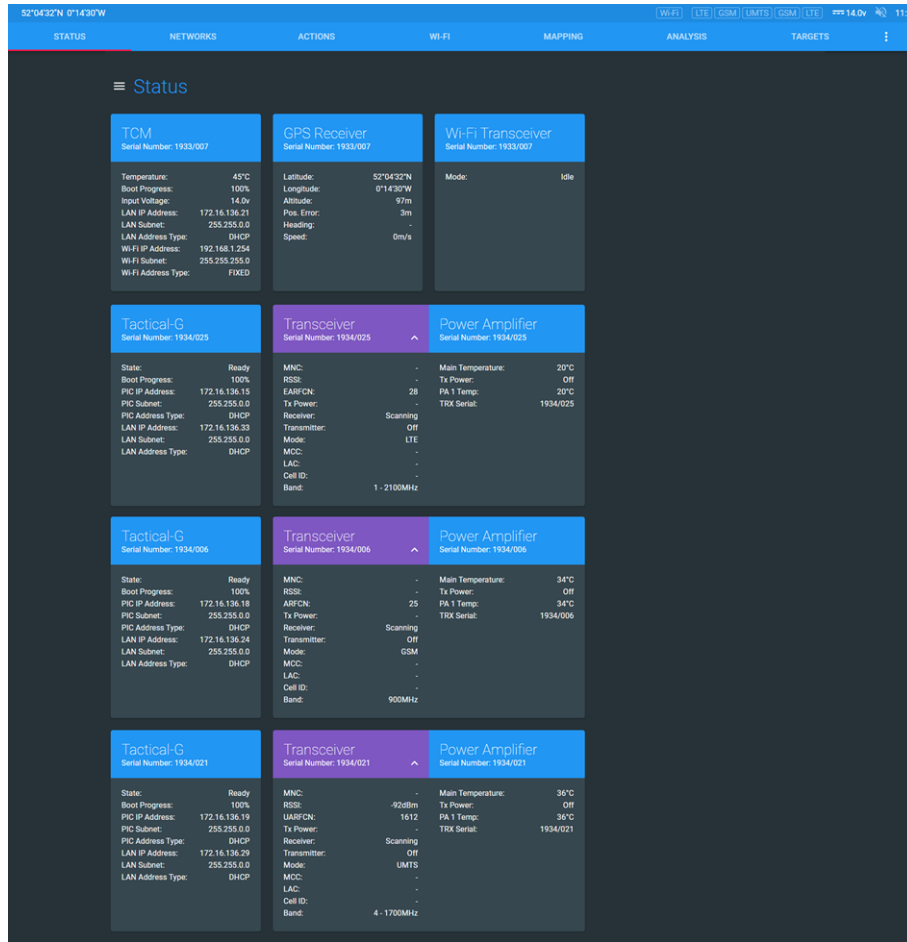 52°04'32"N 0°14'30"W Wi-Fi LTE GSM UMTS GSM LTE 14.0v 11:
STATUS NETWORKS ACTIONS WI-FI MAPPING ANALYSIS TARGETS
Status
TCM
Serial Number: 1933/007
Temperature: 45°C
Boot Progress: 100%
Input Voltage: 14.0v
LAN IP Address: 172.16.136.21
LAN Subnet: 255.255.0.0
LAN Address Type: DHCP
Wi-Fi IP Address: 192.168.1.254
Wi-Fi Subnet: 255.255.255.0
Wi-Fi Address Type: FIXED
GPS Receiver
Serial Number: 1933/007
Latitude: 52°04'32"N
Longitude: 0°14'30"W
Altitude: 97m
Pos. Error: 3m
Heading: -
Speed: 0m/s
Wi-Fi Transceiver
Serial Number: 1933/007
Mode: Idle
Tactical-G
Serial Number: 1934/025
State: Ready
Boot Progress: 100%
PIC IP Address: 172.16.136.15
PIC Subnet: 255.255.0.0
PIC Address Type: DHCP
LAN IP Address: 172.16.136.33
LAN Subnet: 255.255.0.0
LAN Address Type: DHCP
Transceiver
Serial Number: 1934/025
MNC: -
RSSI: -
EARFCN: 28
Tx Power: -
Receiver: Scanning
Transmitter: Off
Mode: LTE
MCC: -
LAC: -
Cell ID: -
Band: 1 - 2100MHz
Power Amplifier
Serial Number: 1934/025
Main Temperature: 20°C
Tx Power: Off
PA 1 Temp: 20°C
TRX Serial: 1934/025
Tactical-G
Serial Number: 1934/006
State: Ready
Boot Progress: 100%
PIC IP Address: 172.16.136.18
PIC Subnet: 255.255.0.0
PIC Address Type: DHCP
LAN IP Address: 172.16.136.24
LAN Subnet: 255.255.0.0
LAN Address Type: DHCP
Transceiver
Serial Number: 1934/006
MNC: -
RSSI: -
ARFCN: 25
Tx Power: -
Receiver: Scanning
Transmitter: Off
Mode: GSM
MCC: -
LAC: -
Cell ID: -
Band: 900MHz
Power Amplifier
Serial Number: 1934/006
Main Temperature: 34°C
Tx Power: Off
PA 1 Temp: 34°C
TRX Serial: 1934/006
Tactical-G
Serial Number: 1934/021
State: Ready
Boot Progress: 100%
PIC IP Address: 172.16.136.19
PIC Subnet: 255.255.0.0
PIC Address Type: DHCP
LAN IP Address: 172.16.136.29
LAN Subnet: 255.255.0.0
LAN Address Type: DHCP
Transceiver
Serial Number: 1934/021
MNC: -
RSSI: -92dBm
UARFCN: 1612
Tx Power: -
Receiver: Scanning
Transmitter: Off
Mode: UMTS
MCC: -
LAC: -
Cell ID: -
Band: 4 - 1700MHz
Power Amplifier
Serial Number: 1934/021
Main Temperature: 36°C
Tx Power: Off
PA 1 Temp: 36°C
TRX Serial: 1934/021